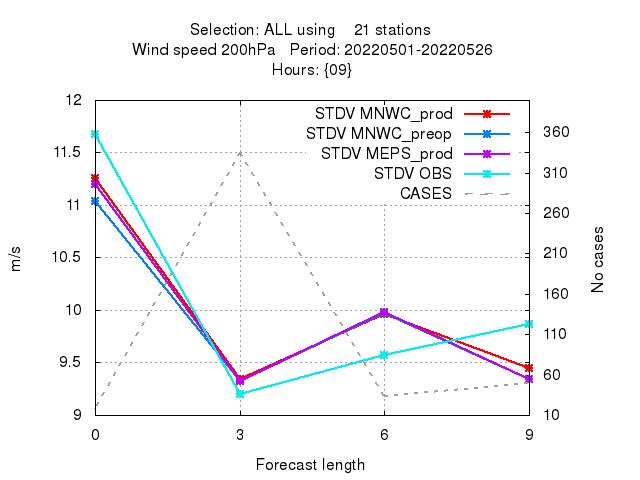 Selection: ALL using 21 stations
Wind speed 200hPa Period: 20220501-20220526
Hours: {09}
STDV MNWC_prod
STDV MNWC_preop
STDV MEPS_prod
STDV OBS
CASES
12
11.5
11
10.5
10
9.5
9
m/s
360
310
260
210
160
110
60
10
No cases
0 3 6 9
Forecast length